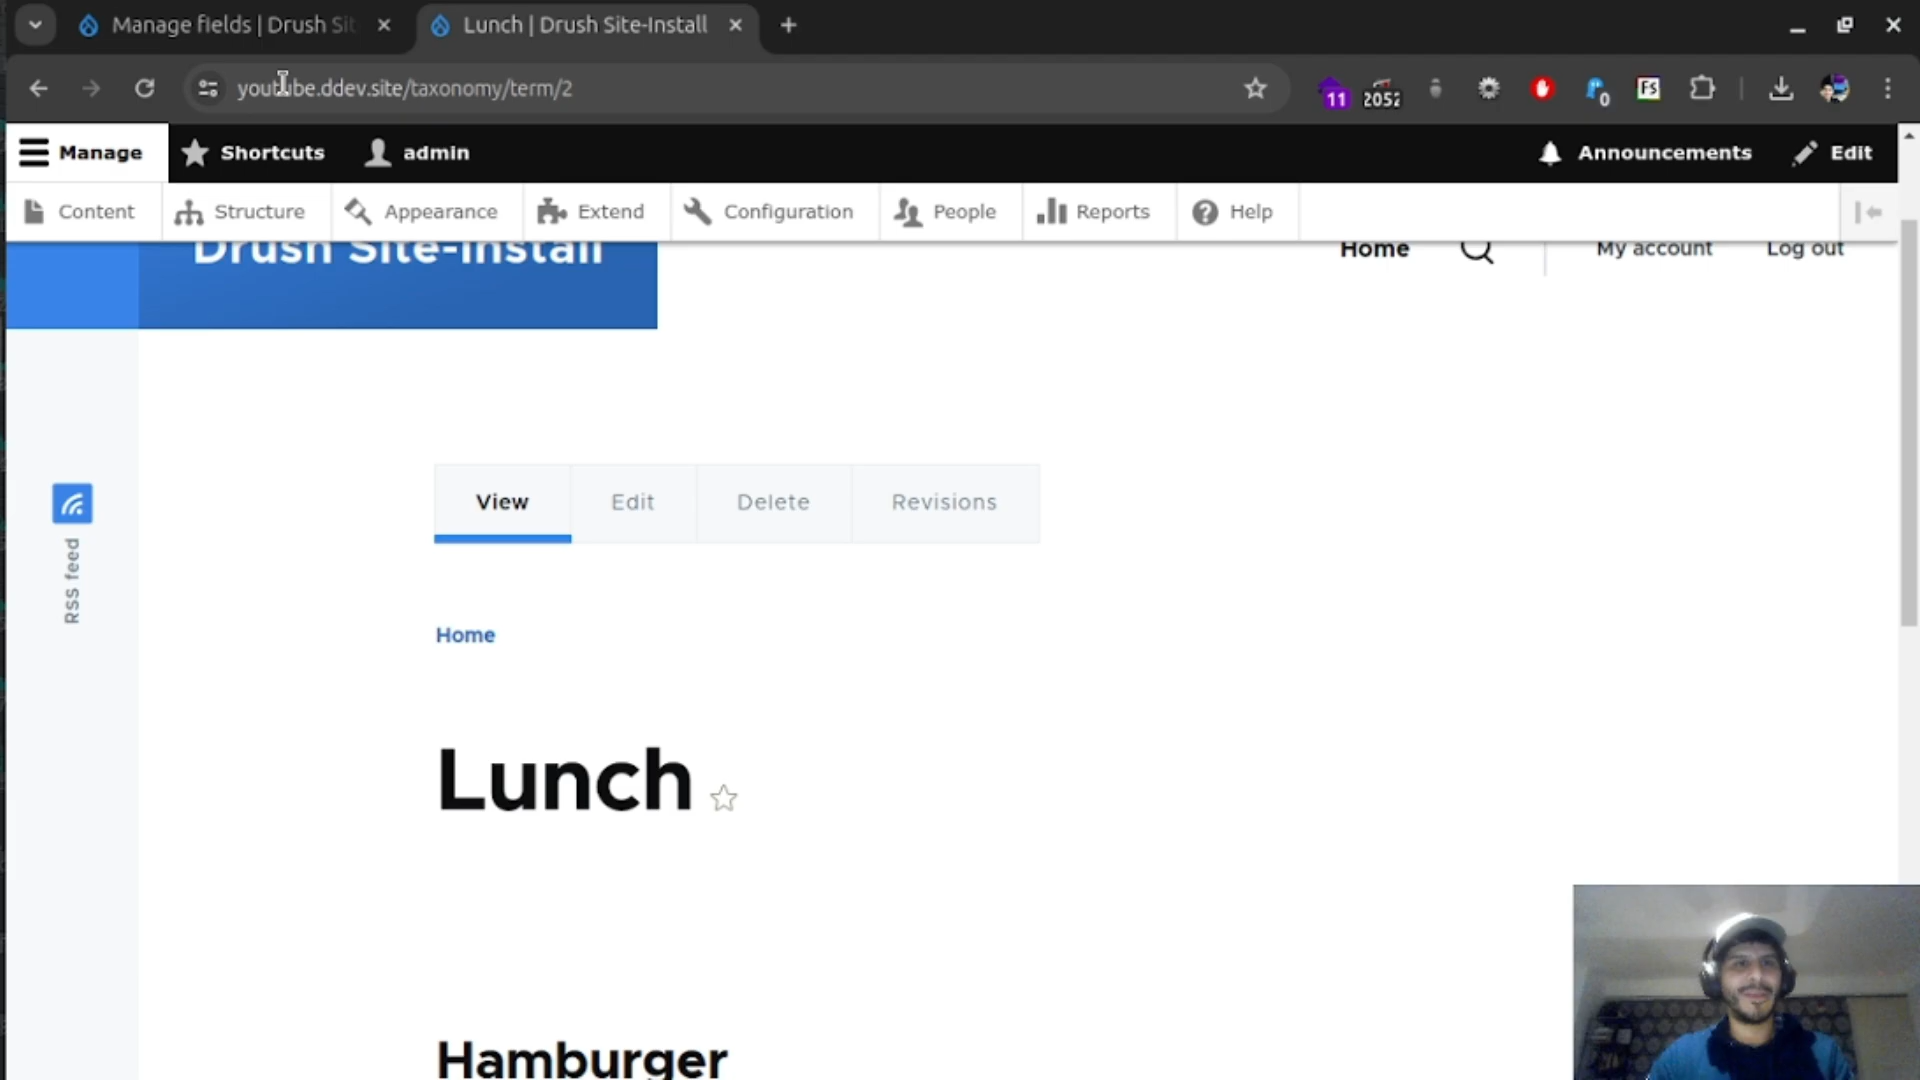 Manage fields | Drush Sit
Lunch | Drush Site-Install
youtube.ddev.site/taxonomy/term/2
11
2052
0
FS
Manage
Shortcuts
admin
Announcements
Edit
Content
Structure
Appearance
Extend
Configuration
People
Reports
Help
Drush Site-Install
Home
My account
Log out
View
Edit
Delete
Revisions
RSS feed
Home
Lunch
Hamburger